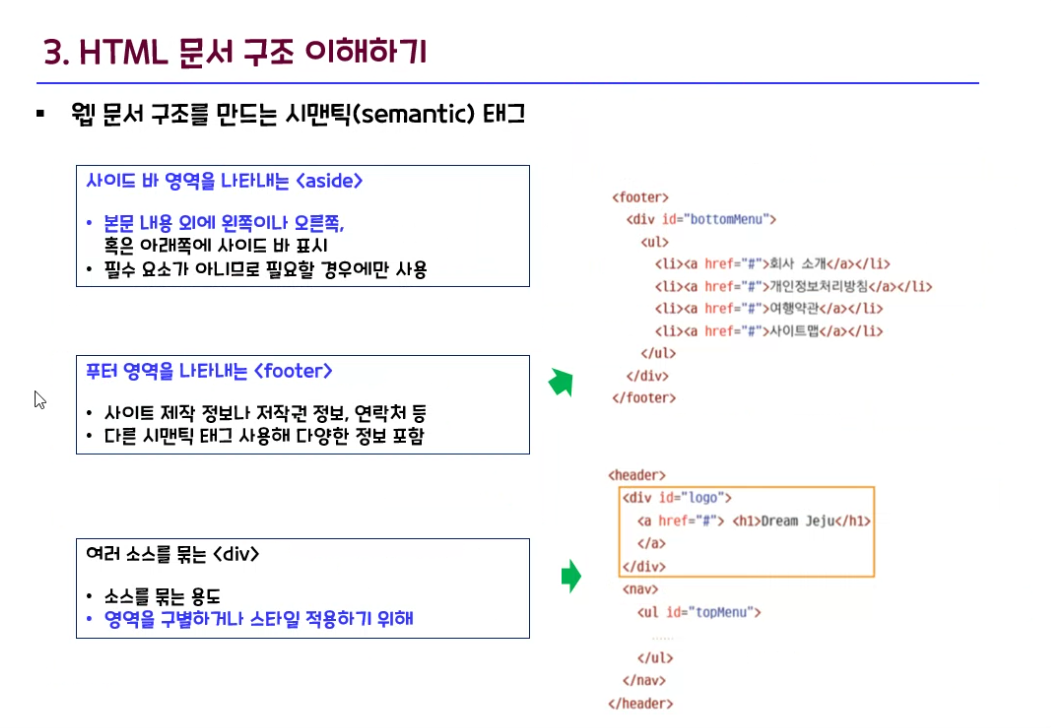 3. HTML 문서 구조 이해하기
▪ 웹 문서 구조를 만드는 시맨틱(semantic) 태그
사이드 바 영역을 나타내는 <aside>
• 본문 내용 외에 왼쪽이나 오른쪽,
혹은 아래쪽에 사이드 바 표시
• 필수 요소가 아니므로 필요할 경우에만 사용
푸터 영역을 나타내는 <footer>
• 사이트 제작 정보나 저작권 정보, 연락처 등
• 다른 시맨틱 태그 사용해 다양한 정보 포함
여러 소스를 묶는 <div>
• 소스를 묶는 용도
• 영역을 구별하거나 스타일 적용하기 위해
<footer>
<div id="bottomMenu">
<ul>
<li><a href="#">회사 소개</a></li>
<li><a href="#">개인정보처리방침</a></li>
<li><a href="#">여행약관</a></li>
<li><a href="#">사이트맵</a></li>
</ul>
</div>
</footer>
<header>
<div id="logo">
<a href="#"> <h1>Dream Jeju</h1>
</a>
</div>
<nav>
<ul id="topMenu">
......
</ul>
</nav>
</header>